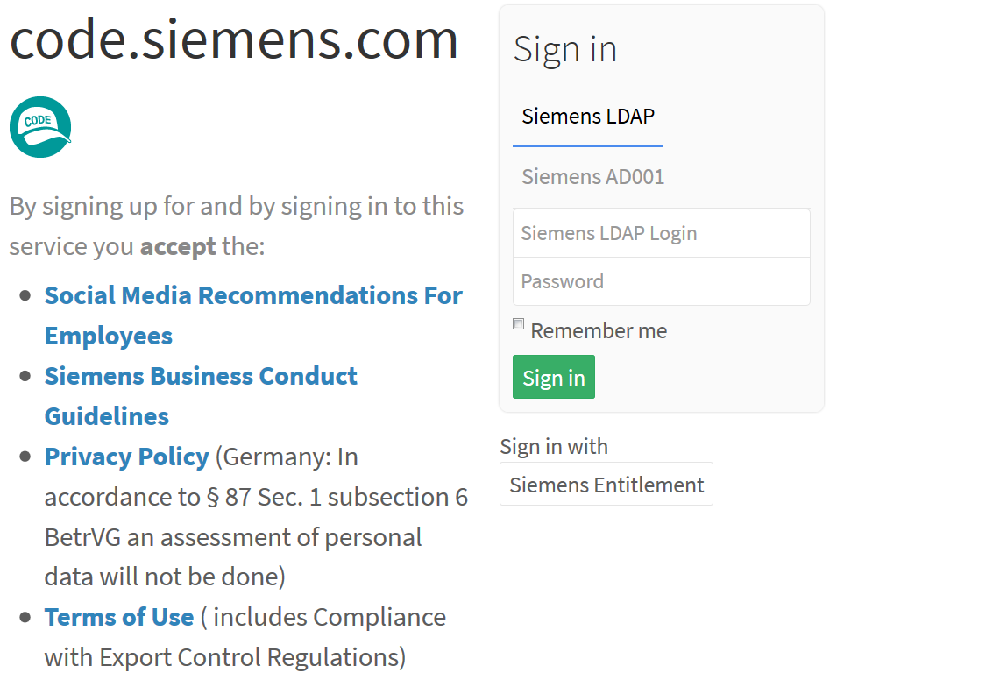 code.siemens.com
CODE
By signing up for and by signing in to this
service you accept the:
Social Media Recommendations For
Employees
Siemens Business Conduct
Guidelines
Privacy Policy (Germany: In
accordance to § 87 Sec. 1 subsection 6
BetrVG an assessment of personal
data will not be done)
Terms of Use ( includes Compliance
with Export Control Regulations)
Sign in
Siemens LDAP
Siemens AD001
Siemens LDAP Login
Password
Remember me
Sign in
Sign in with
Siemens Entitlement